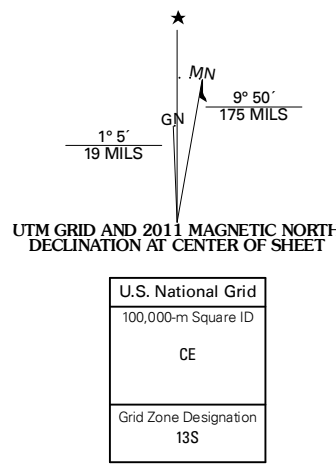 MN
GN
9° 50´
175 MILS
1° 5´
19 MILS
UTM GRID AND 2011 MAGNETIC NORTH
DECLINATION AT CENTER OF SHEET
U.S. National Grid
100,000-m Square ID
CE
Grid Zone Designation
13S